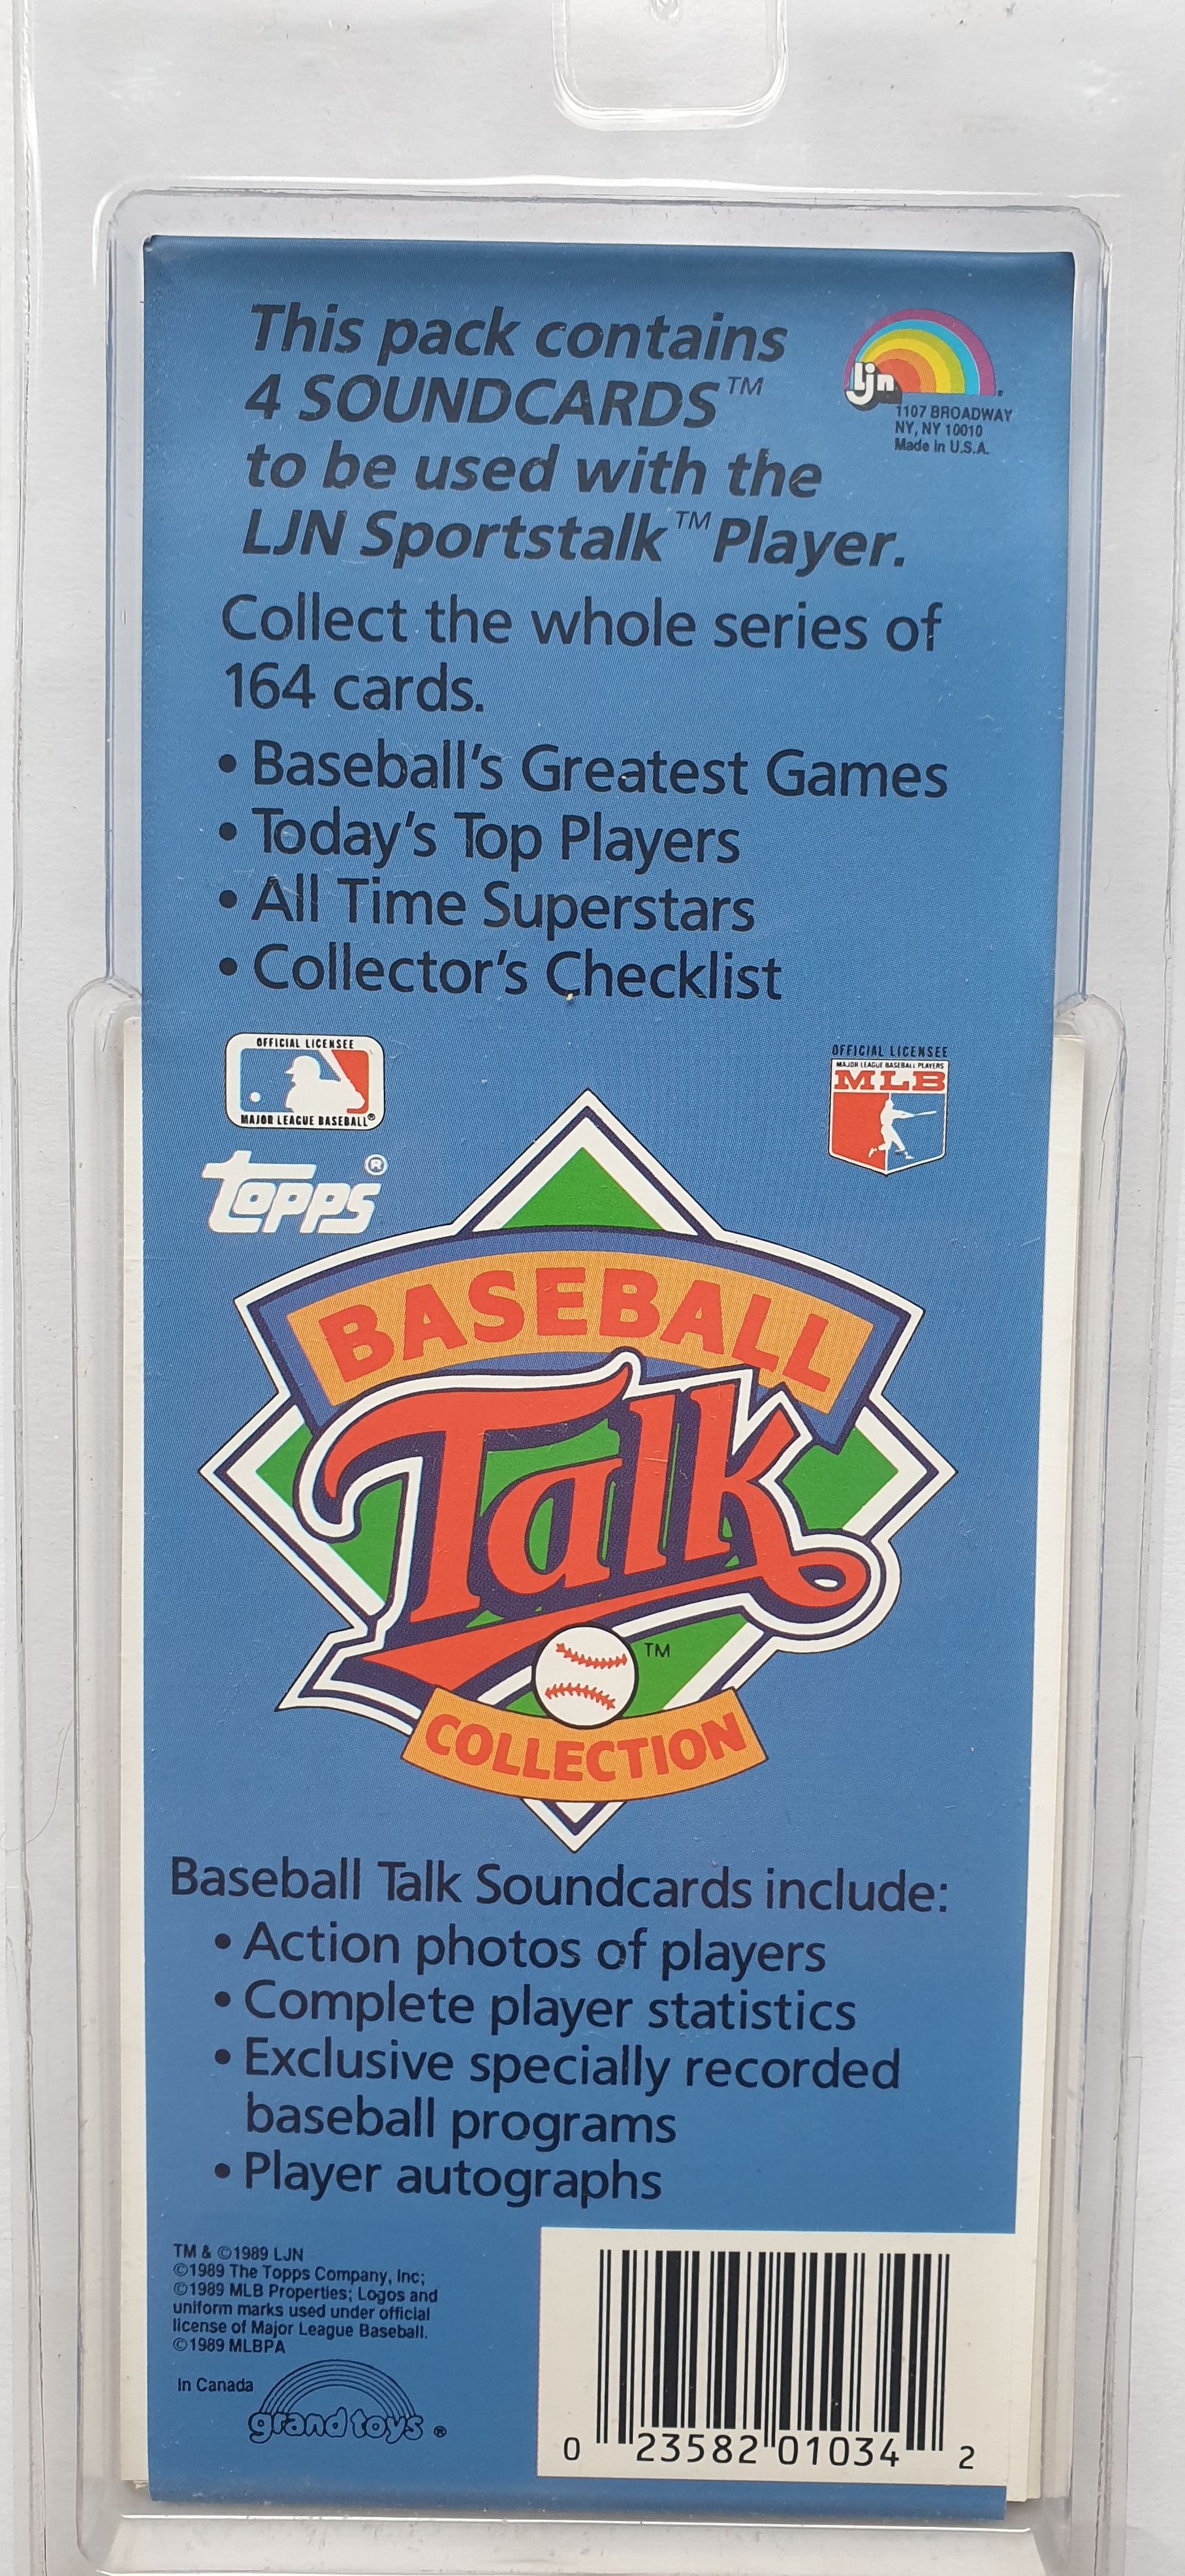 This pack contains
4 SOUNDCARDS™
to be used with the
LJN Sportstalk™ Player.
ljn
1107 BROADWAY
NY, NY 10010
Made in U.S.A.
Collect the whole series of
164 cards.
• Baseball's Greatest Games
• Today's Top Players
• All Time Superstars
• Collector's Checklist
OFFICIAL LICENSEE
MAJOR LEAGUE BASEBALL®
OFFICIAL LICENSEE
MAJOR LEAGUE BASEBALL PLAYERS
MLB
topps®
BASEBALL
Talk
TM
COLLECTION
Baseball Talk Soundcards include:
• Action photos of players
• Complete player statistics
• Exclusive specially recorded
baseball programs
• Player autographs
TM & ©1989 LJN
©1989 The Topps Company, Inc;
©1989 MLB Properties; Logos and
uniform marks used under official
license of Major League Baseball.
©1989 MLBPA
In Canada
grand toys ®
0 23582 01034 2